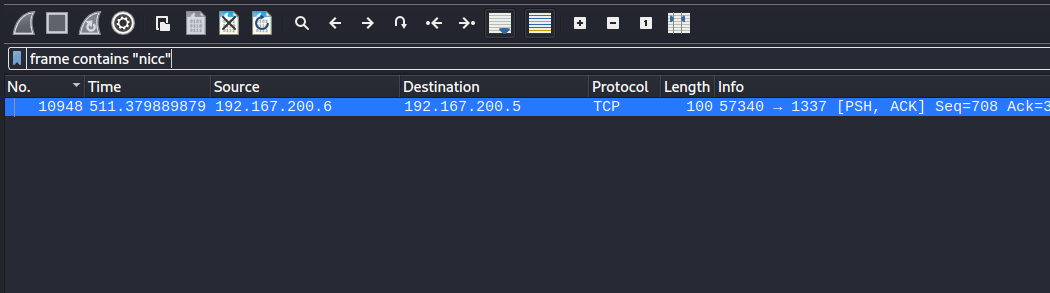 frame contains "nicc"
No. Time Source Destination Protocol Length Info
10948 511.379889879 192.167.200.6 192.167.200.5 TCP 100 57340 → 1337 [PSH, ACK] Seq=708 Ack=3